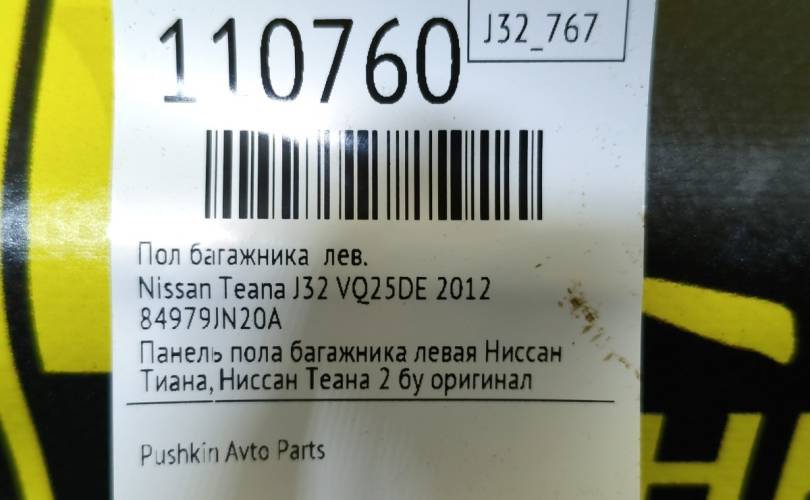 110760
J32_767
Пол багажника лев.
Nissan Teana J32 VQ25DE 2012
84979JN20A
Панель пола багажника левая Ниссан
Тиана, Ниссан Теана 2 бу оригинал
Pushkin Avto Parts